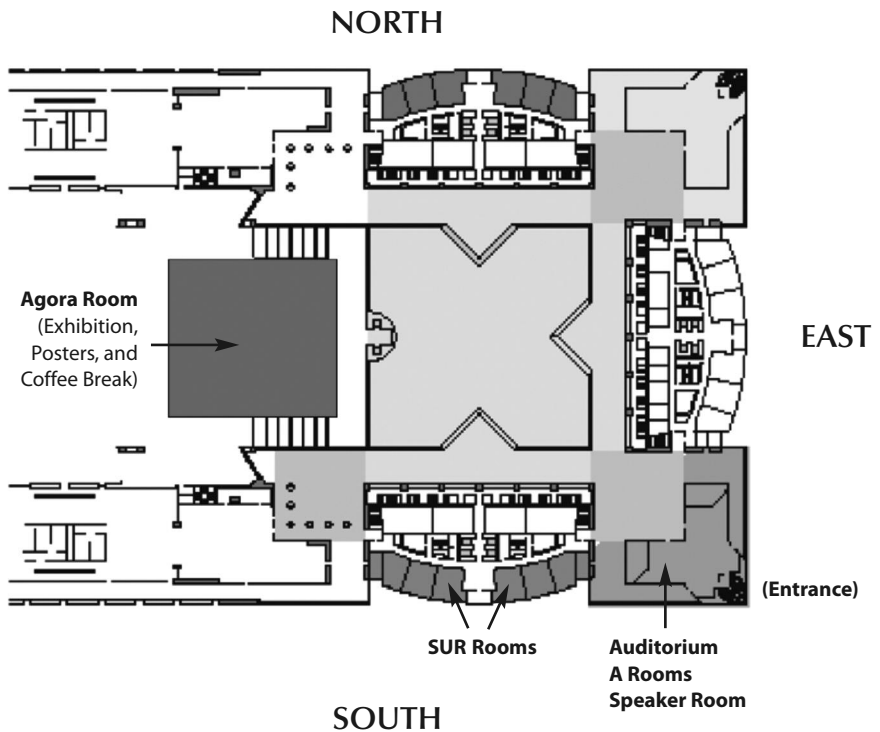 NORTH
Agora Room
(Exhibition,
Posters, and
Coffee Break)
EAST
(Entrance)
SUR Rooms
Auditorium
A Rooms
Speaker Room
SOUTH